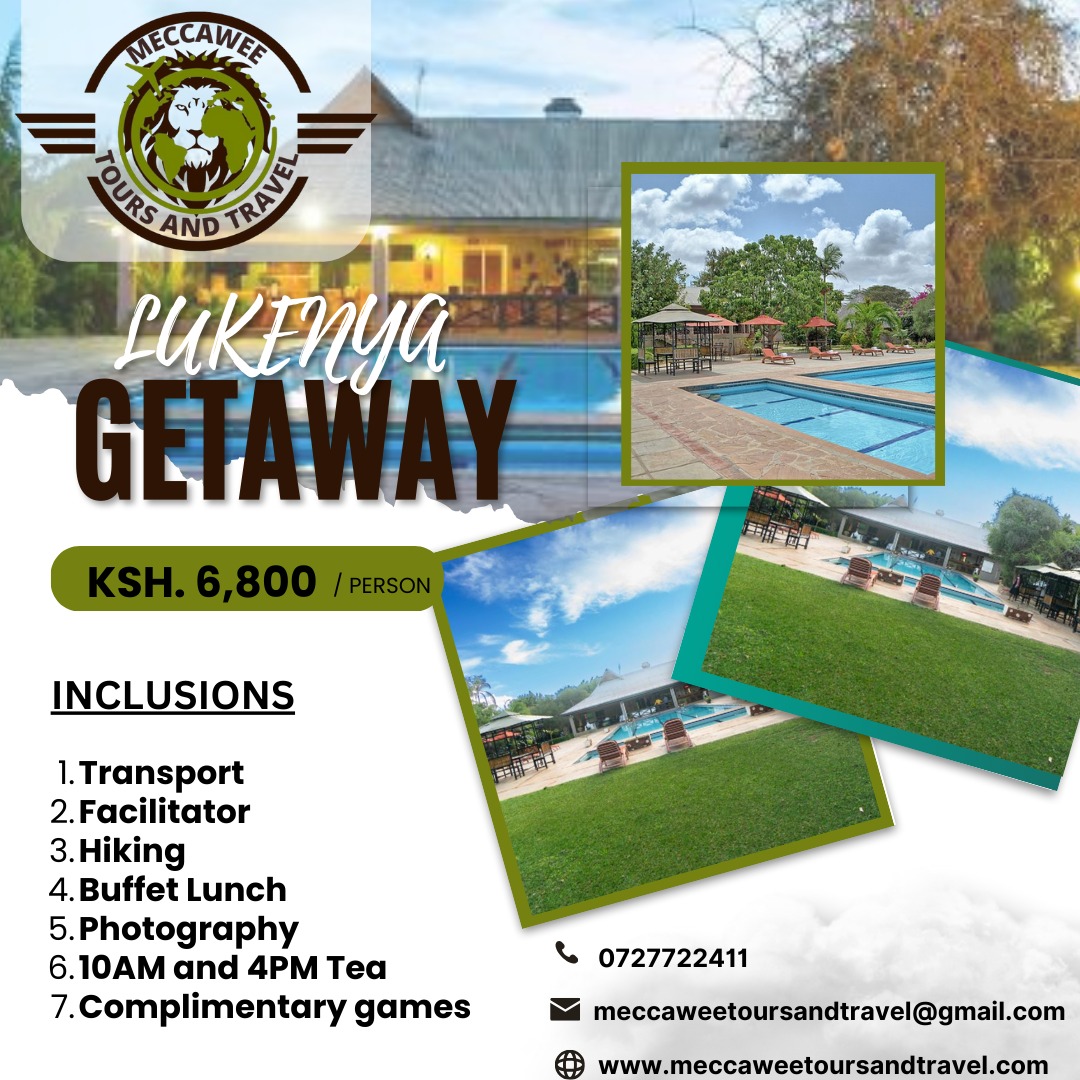 MECCAWEE
TOURS AND TRAVEL
LUKENYA
GETAWAY
KSH. 6,800 / PERSON
INCLUSIONS
1. Transport
2. Facilitator
3. Hiking
4. Buffet Lunch
5. Photography
6. 10AM and 4PM Tea
7. Complimentary games
0727722411
meccaweetoursandtravel@gmail.com
www.meccaweetoursandtravel.com